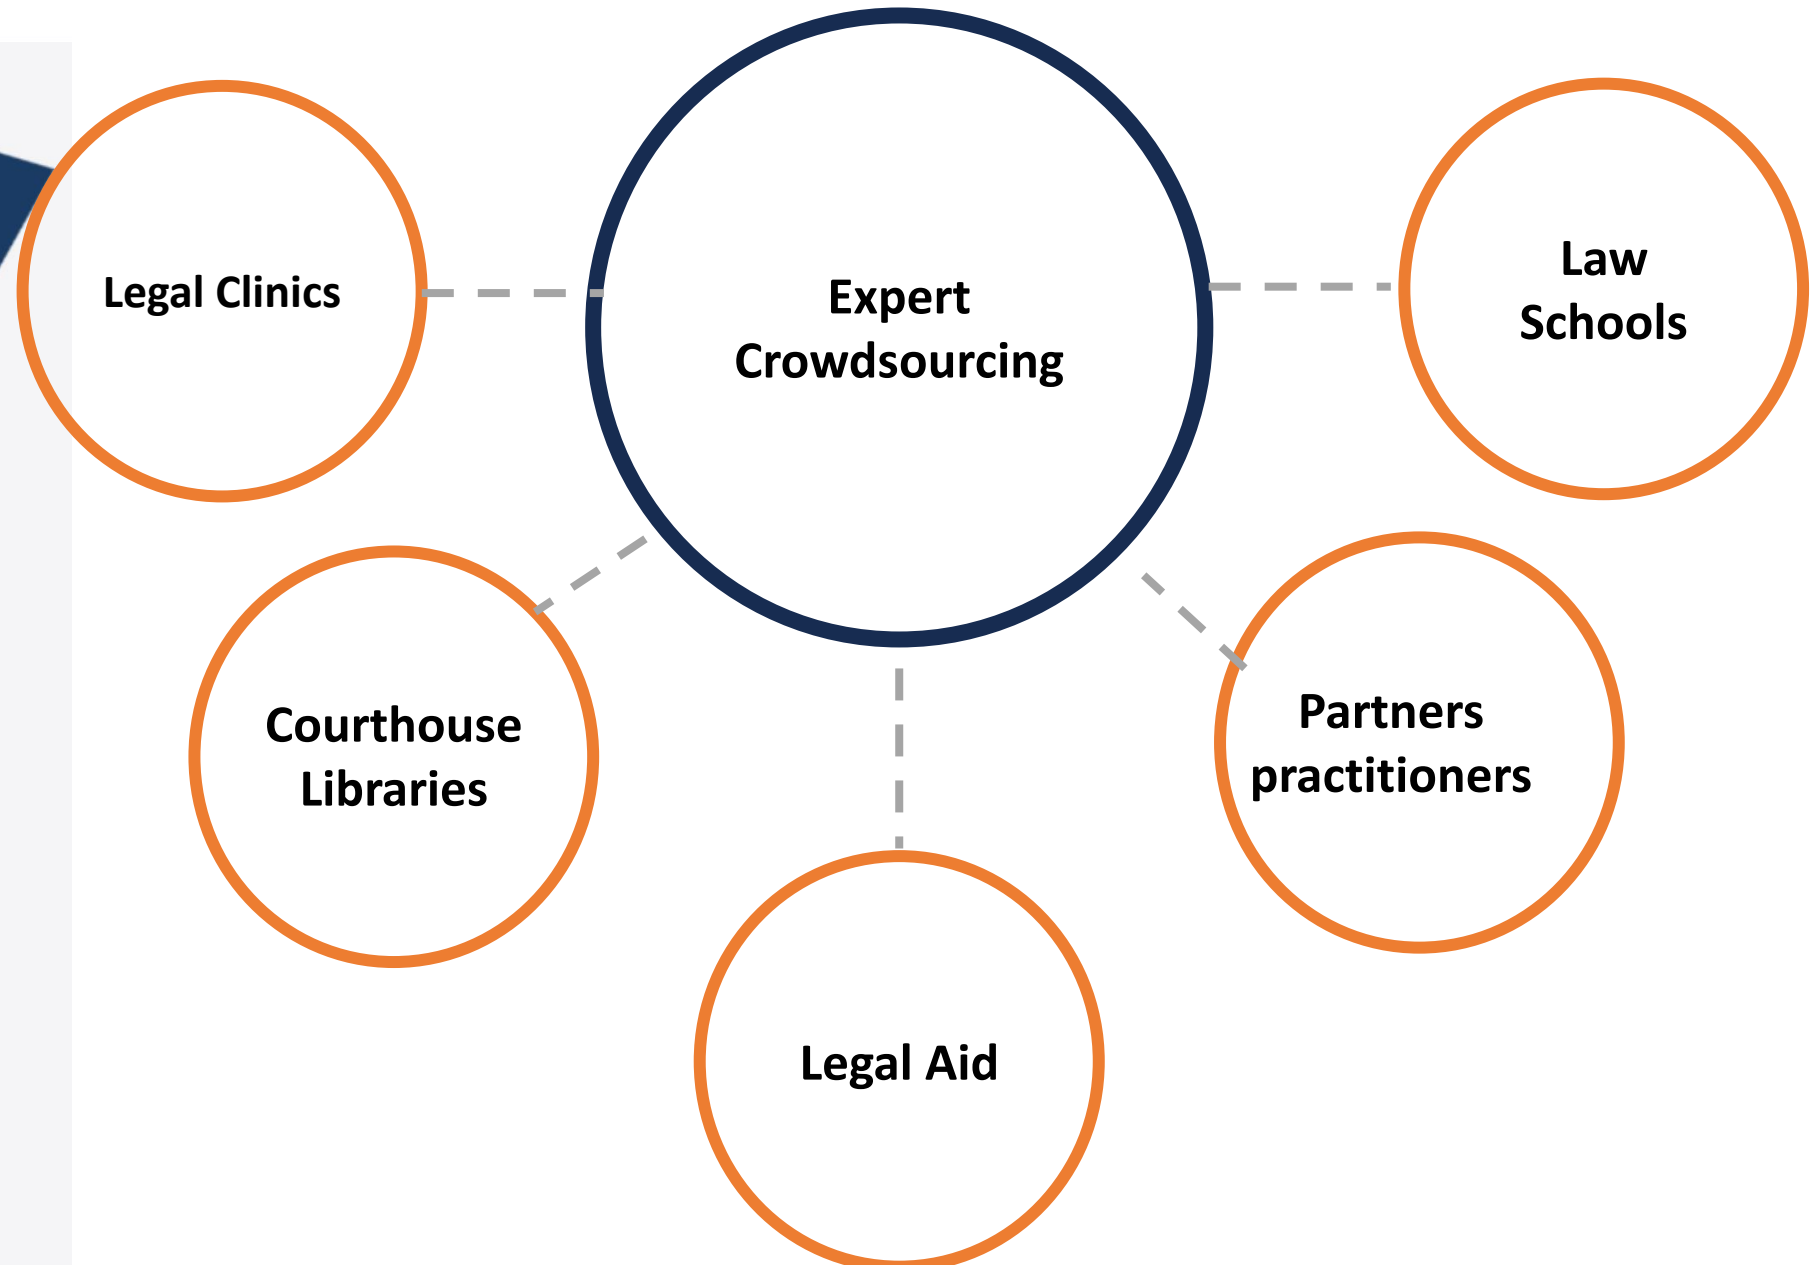 Legal Clinics
Expert
Crowdsourcing
Law
Schools
Courthouse
Libraries
Partners
practitioners
Legal Aid